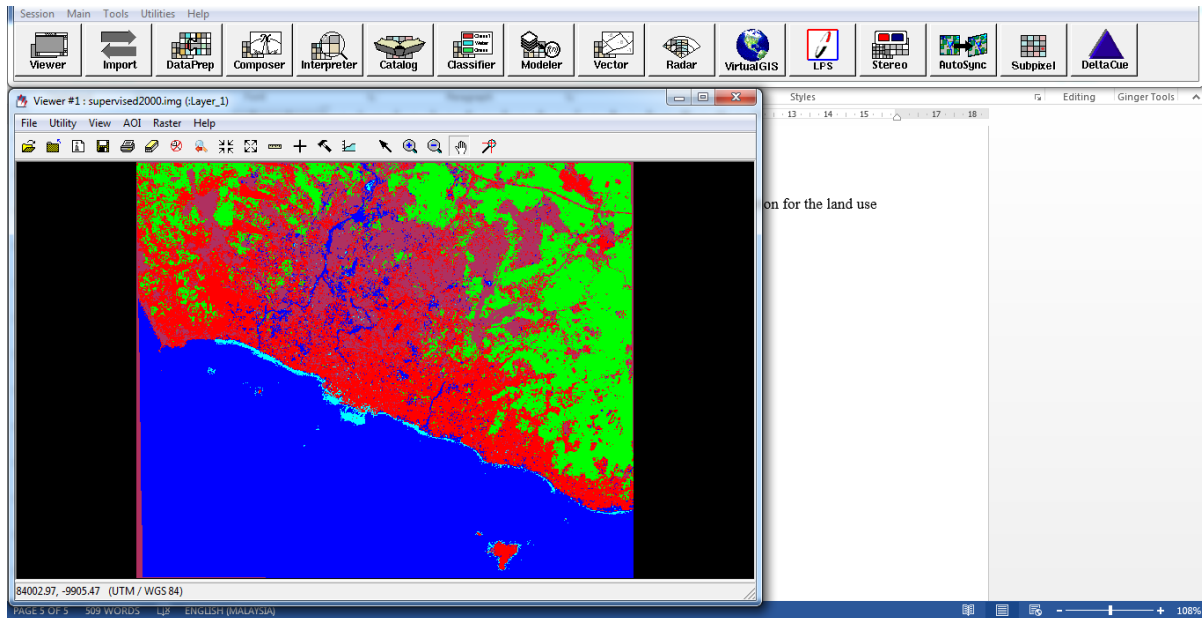 Session Main Tools Utilities Help
Viewer Import DataPrep Composer Interpreter Catalog Classifier Modeler Vector Radar VirtualGIS LPS Stereo AutoSync Subpixel DeltaCue
Viewer #1 : supervised2000.img (:Layer_1)
Styles Editing Ginger Tools
File Utility View AOI Raster Help
13 14 15 17 18
on for the land use
84002.97, -9905.47 (UTM / WGS 84)
PAGE 5 OF 5 509 WORDS ENGLISH (MALAYSIA) 108%